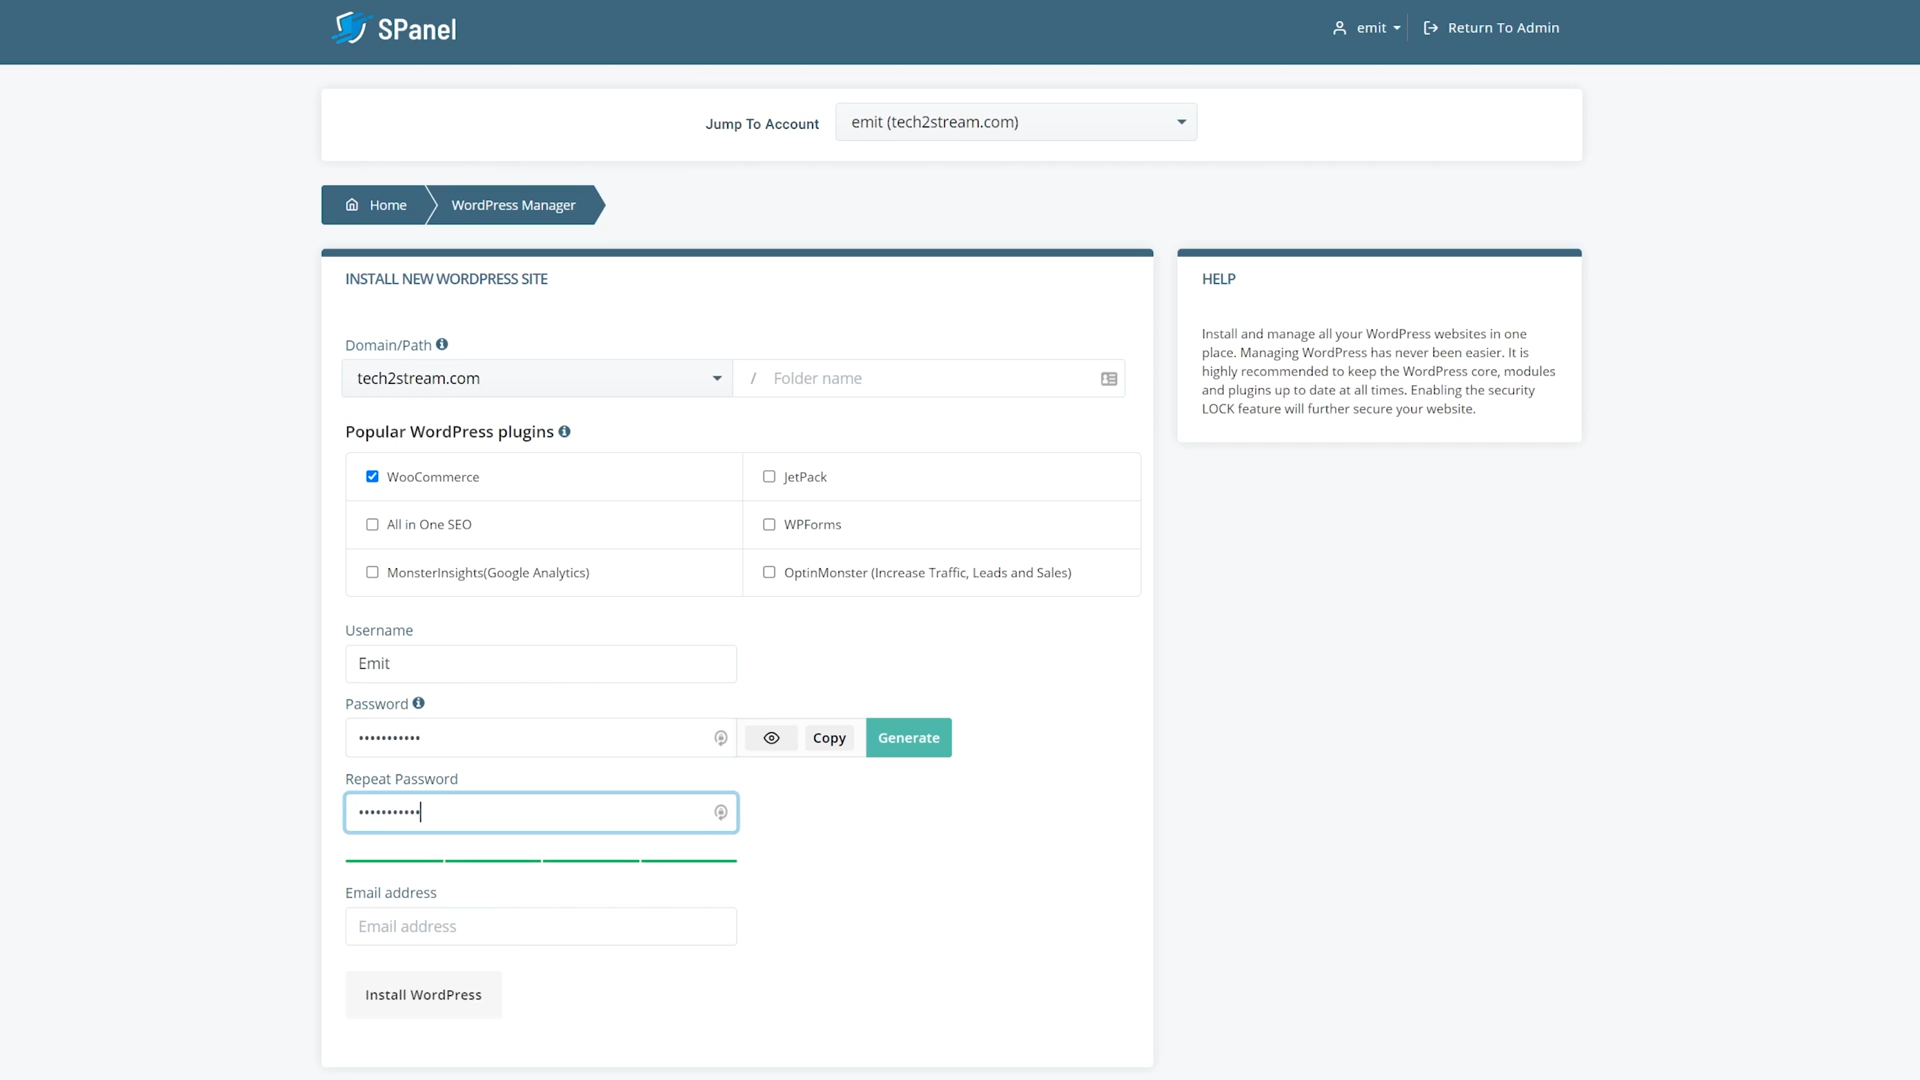 SPanel
emit
Return To Admin
Jump To Account
emit (tech2stream.com)
Home
WordPress Manager
INSTALL NEW WORDPRESS SITE
Domain/Path
tech2stream.com
/ Folder name
Popular WordPress plugins
WooCommerce
JetPack
All in One SEO
WPForms
MonsterInsights(Google Analytics)
OptinMonster (Increase Traffic, Leads and Sales)
Username
Emit
Password
•••••••••••
Copy
Generate
Repeat Password
•••••••••••
Email address
Email address
Install WordPress
HELP
Install and manage all your WordPress websites in one
place. Managing WordPress has never been easier. It is
highly recommended to keep the WordPress core, modules
and plugins up to date at all times. Enabling the security
LOCK feature will further secure your website.